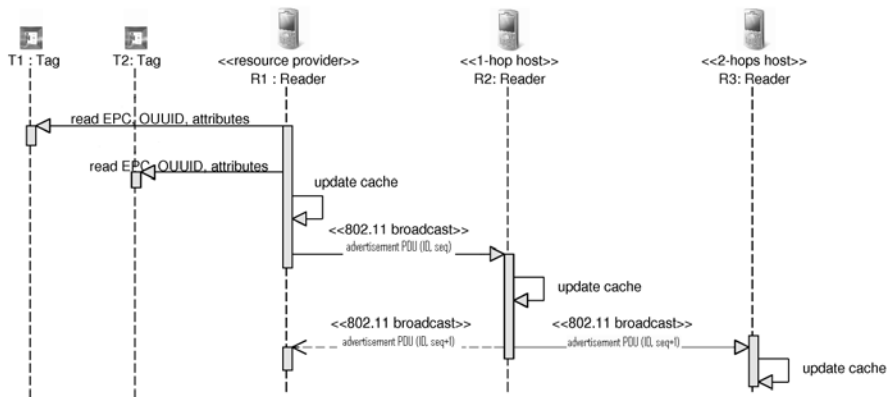 T1 : Tag
T2: Tag
<<resource provider>>
R1 : Reader
<<1-hop host>>
R2: Reader
<<2-hops host>>
R3: Reader
read EPC, OUUID, attributes
read EPC, OUUID, attributes
update cache
<<802.11 broadcast>>
advertisement PDU (ID, seq)
update cache
<<802.11 broadcast>>
advertisement PDU (ID, seq+1)
<<802.11 broadcast>>
advertisement PDU (ID, seq+1)
update cache